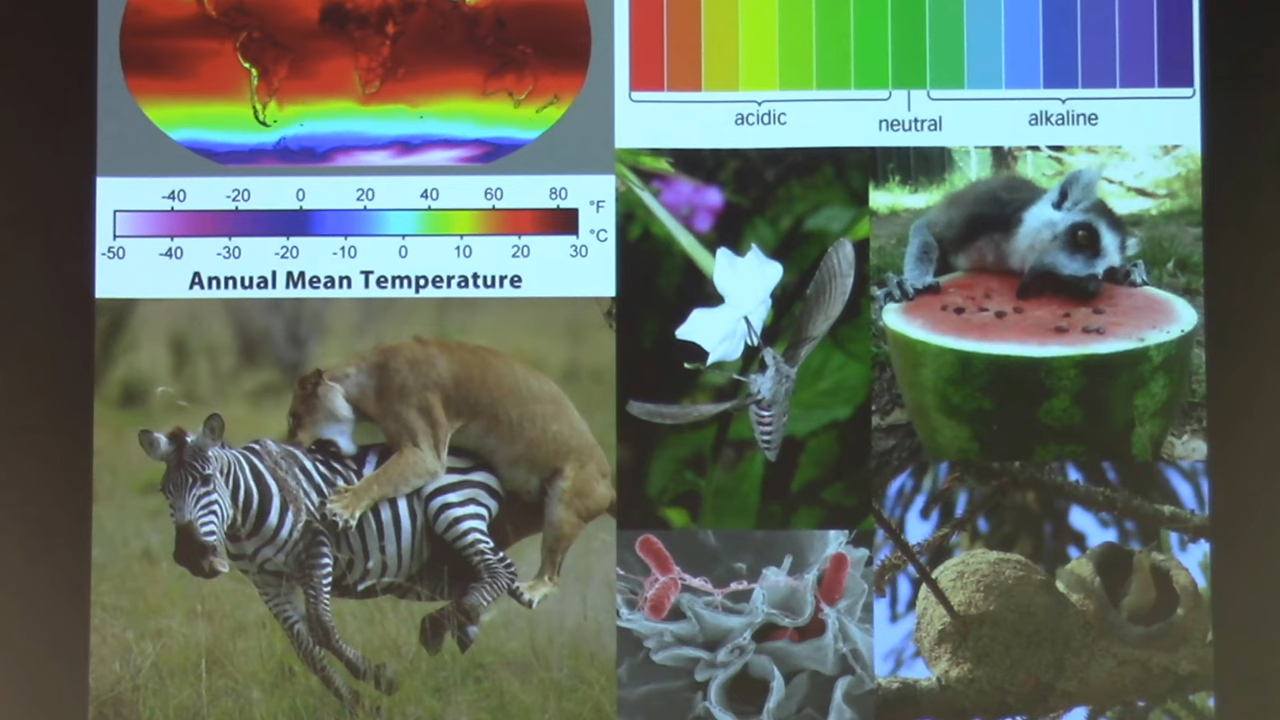 acidic
neutral
alkaline
-40 -20 0 20 40 60 80 °F
-50 -40 -30 -20 -10 0 10 20 30 °C
Annual Mean Temperature